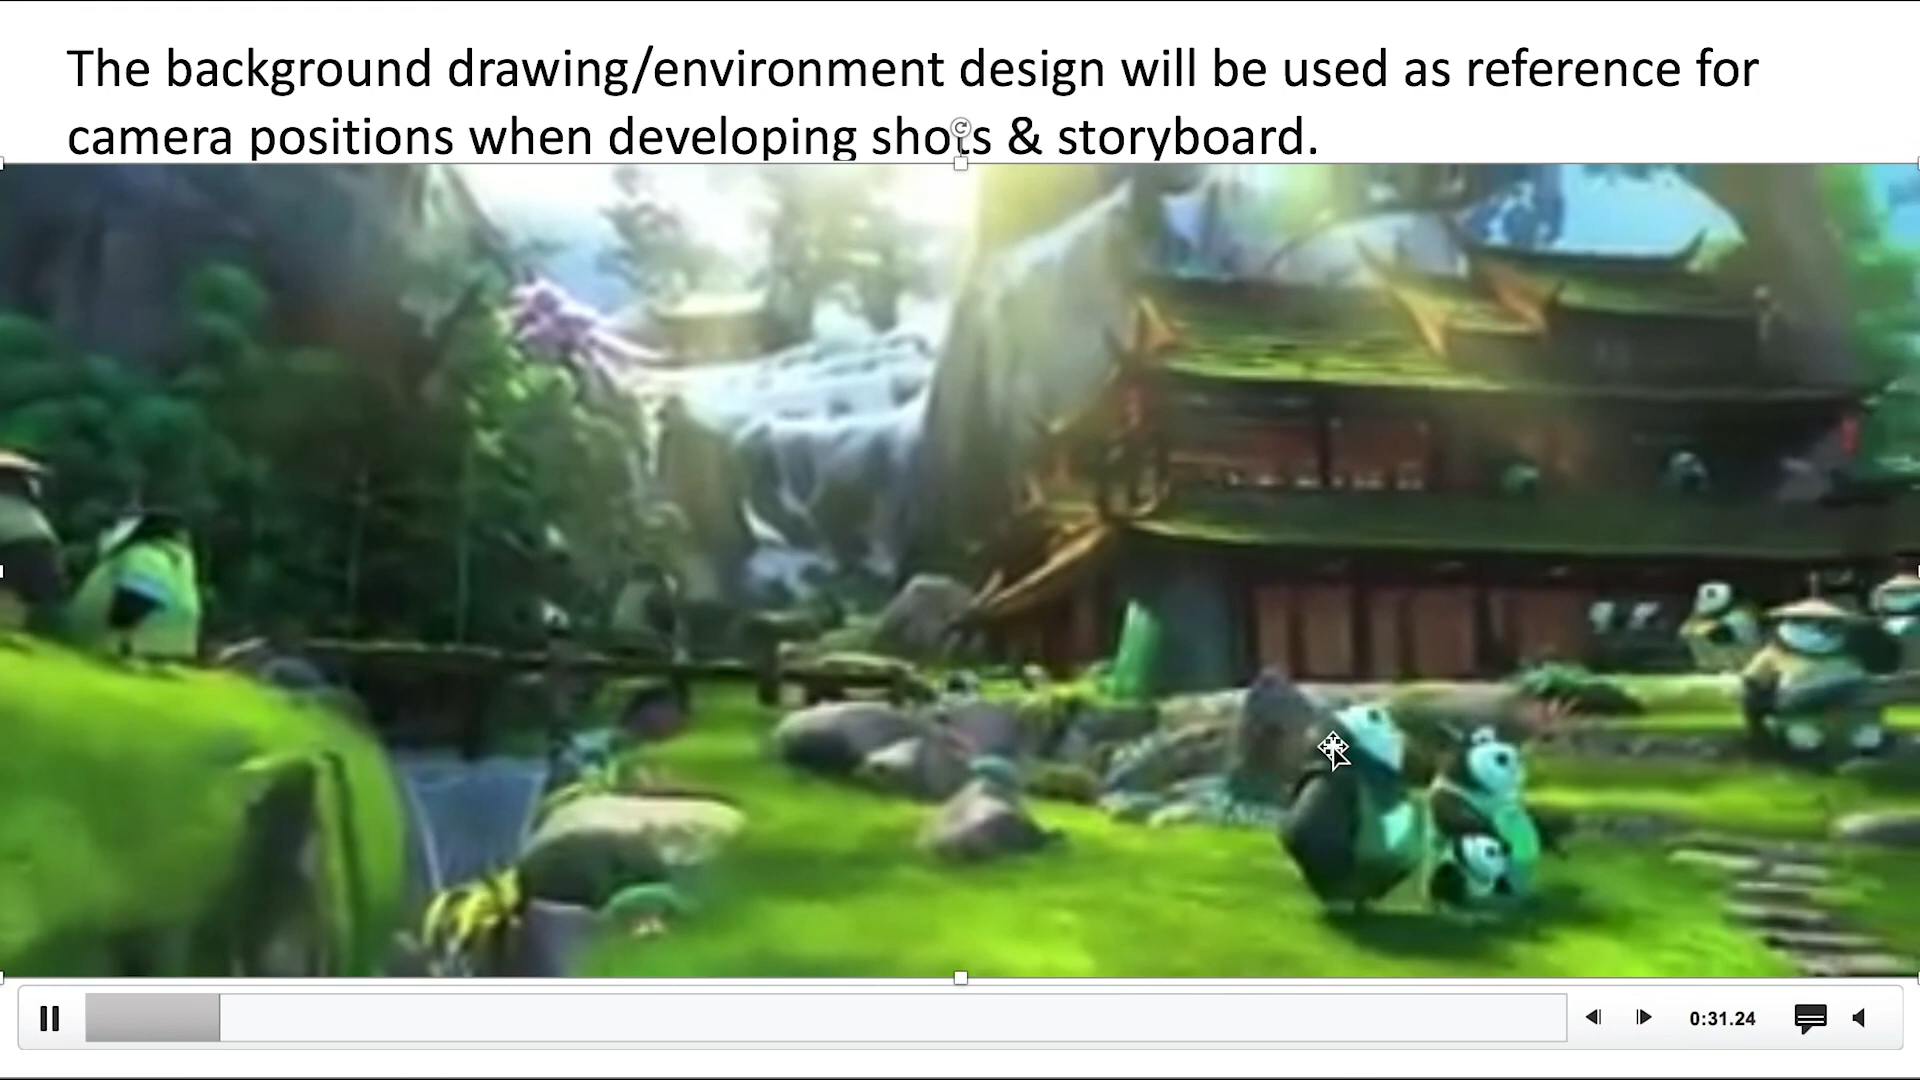 The background drawing/environment design will be used as reference for
camera positions when developing shots & storyboard.
0:31.24